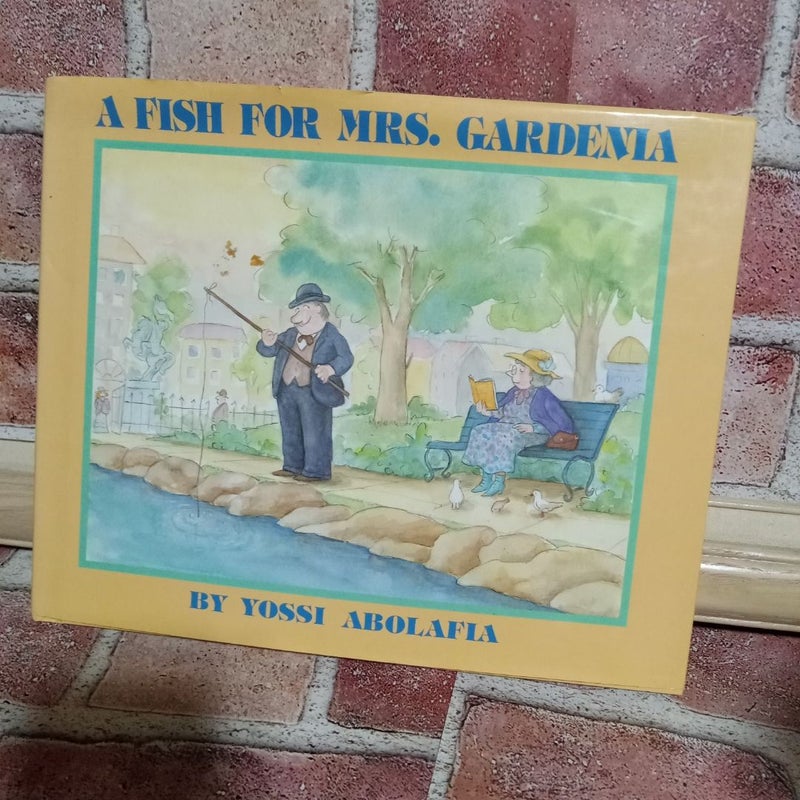 A FISH FOR MRS. GARDENIA
BY YOSSI ABOLAFIA